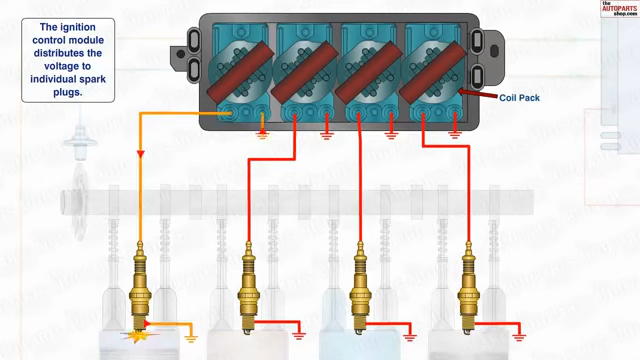 The ignition
control module
distributes the
voltage to
individual spark
plugs.
the
AUTOPARTS
shop.com
Coil Pack